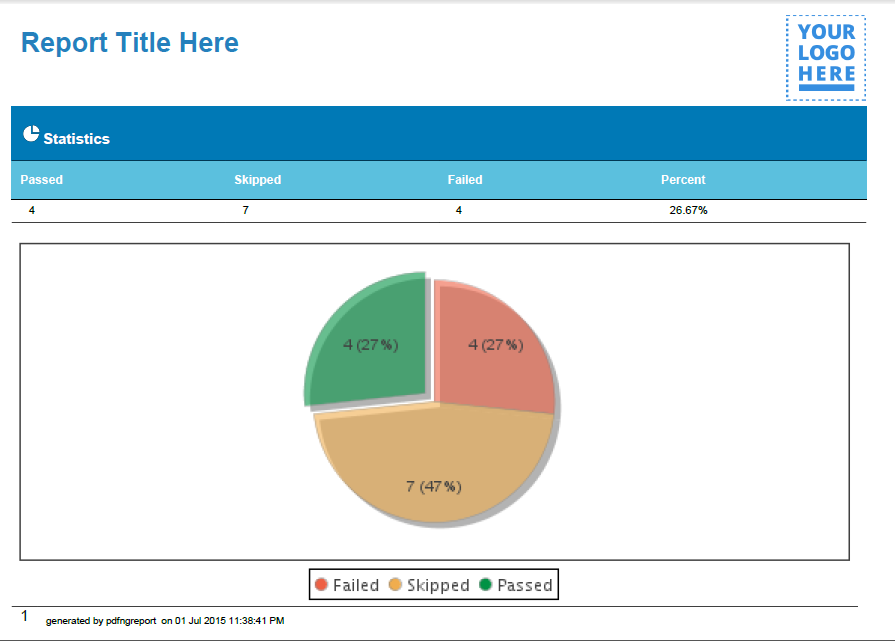 Report Title Here
YOUR
LOGO
HERE
Statistics
Passed Skipped Failed Percent
4 7 4 26.67%
4 (27%) 4 (27%)
7 (47%)
Failed Skipped Passed
1 generated by pdfngreport on 01 Jul 2015 11:38:41 PM